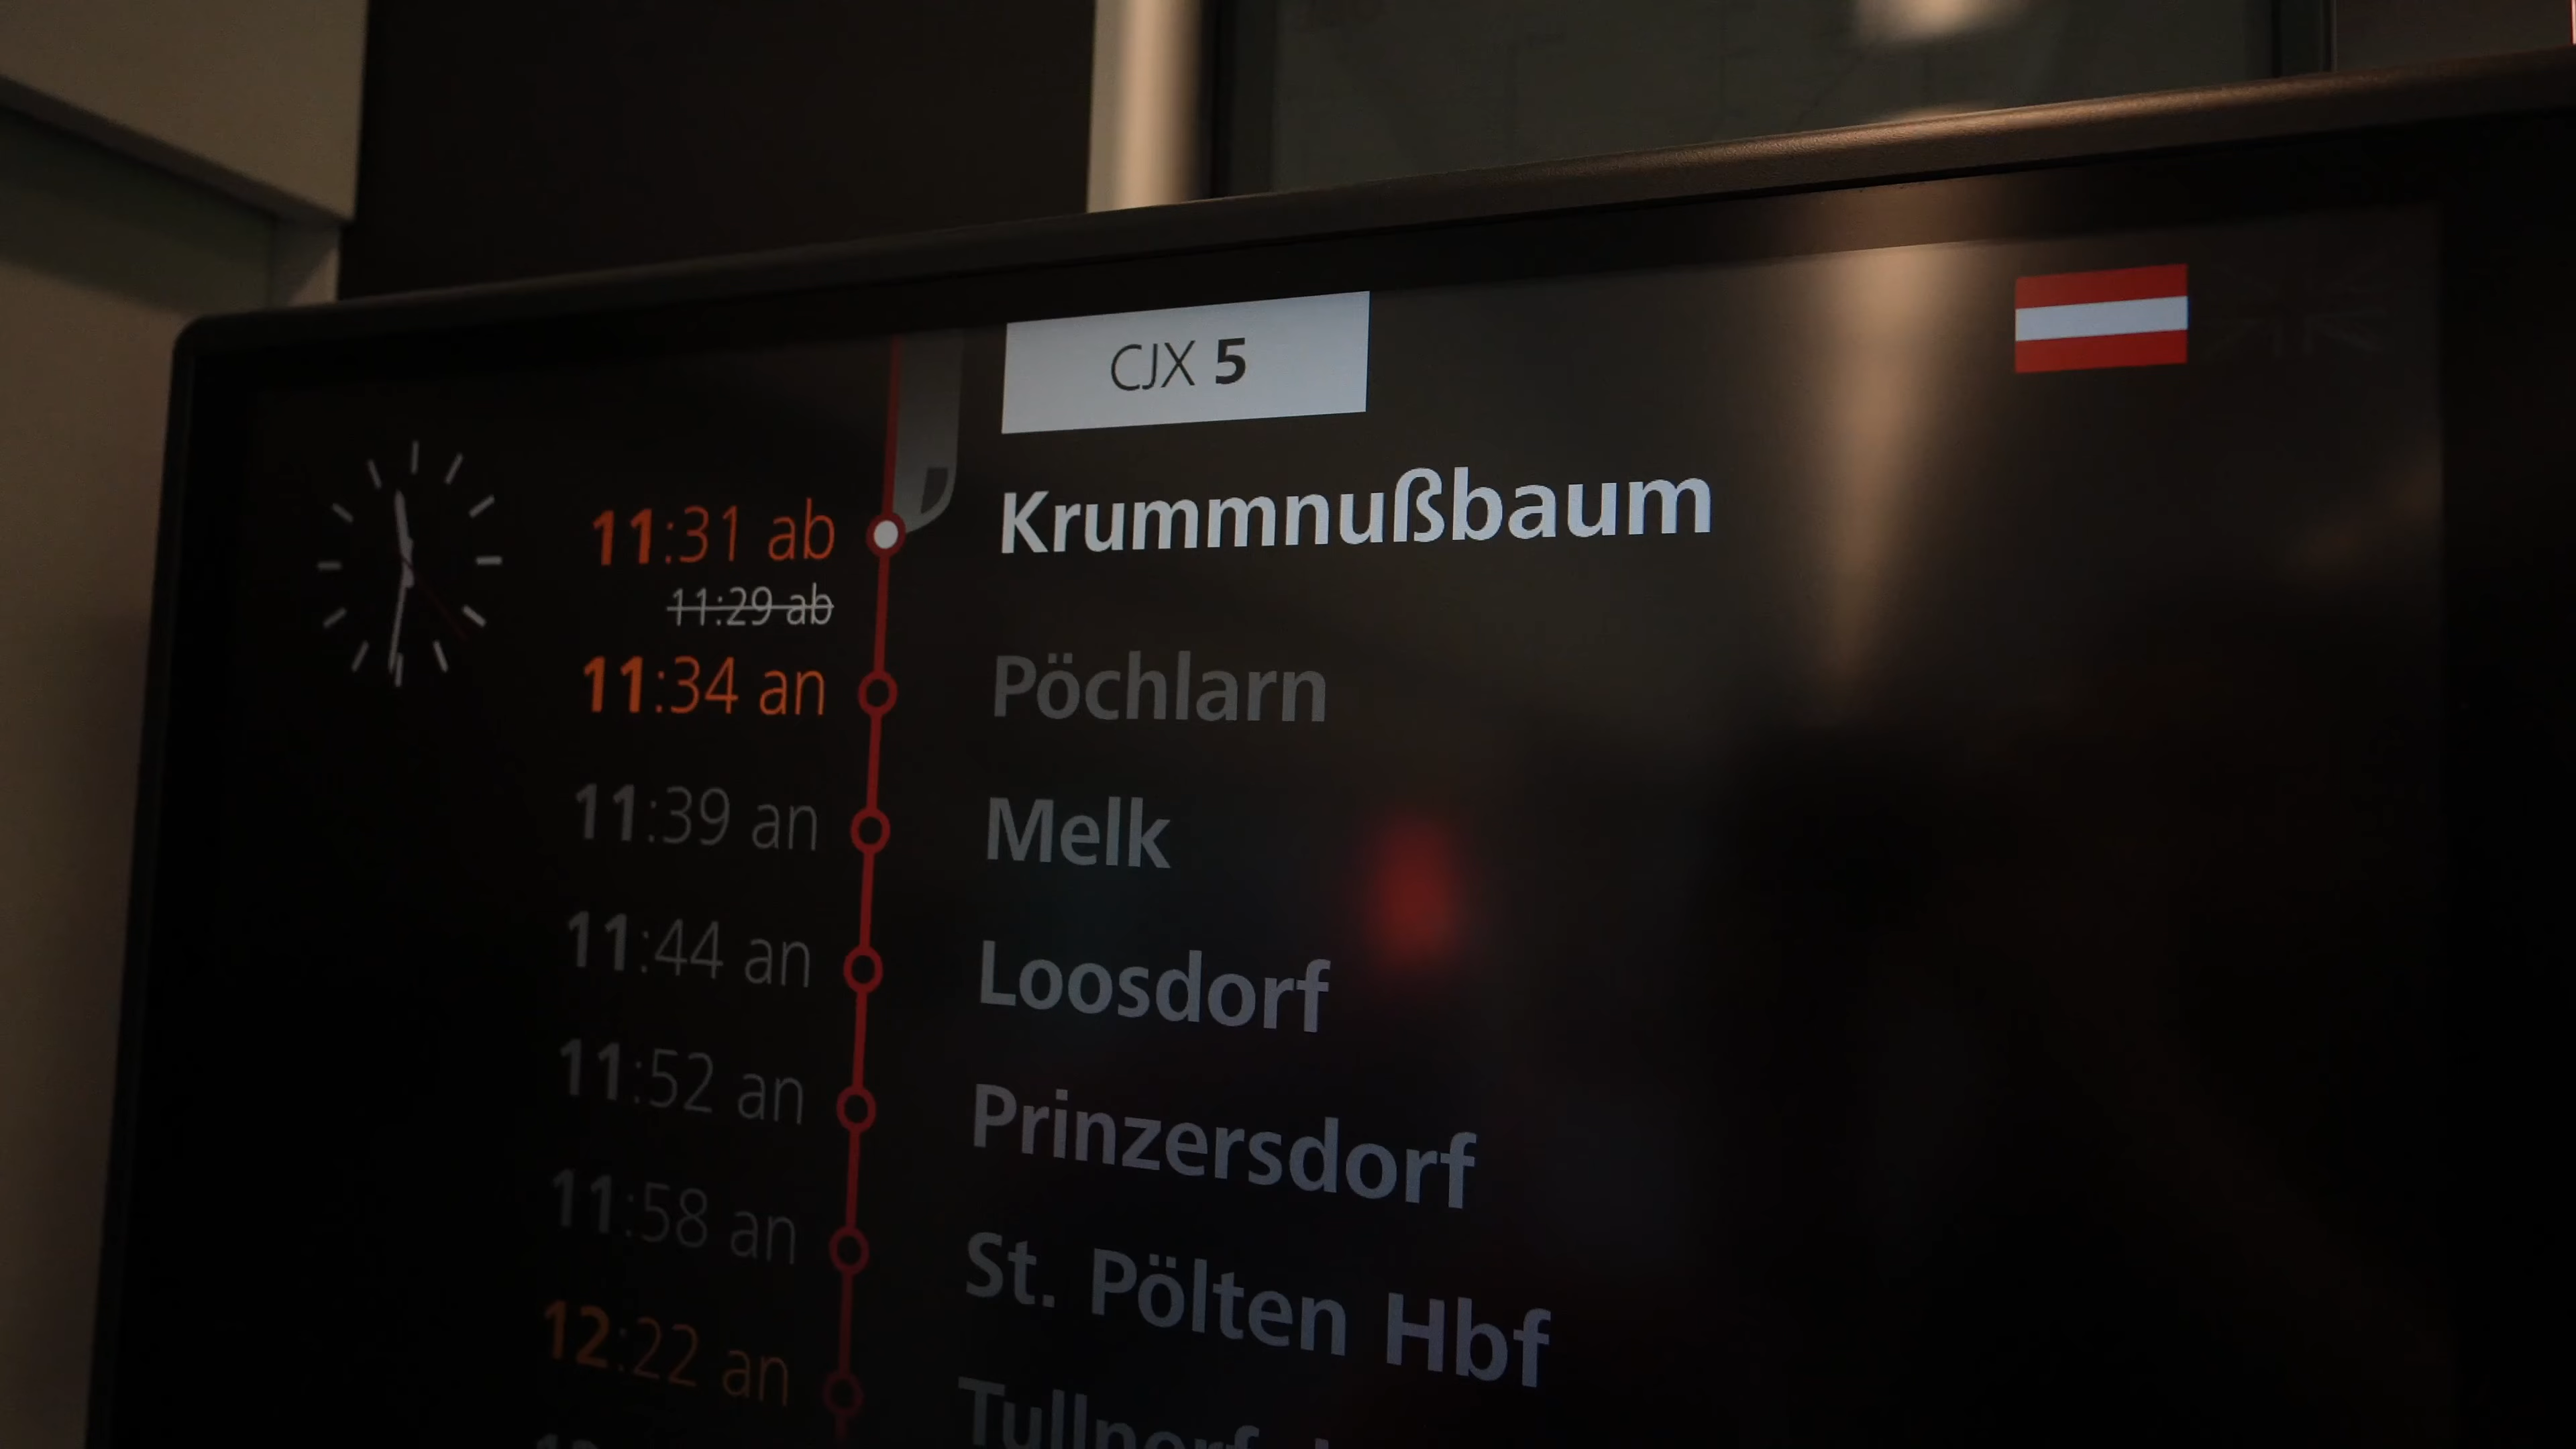 CJX 5
11:31 ab Krummnußbaum
11:29 ab
11:34 an Pöchlarn
11:39 an Melk
11:44 an Loosdorf
11:52 an Prinzersdorf
11:58 an St. Pölten Hbf
12:22 an